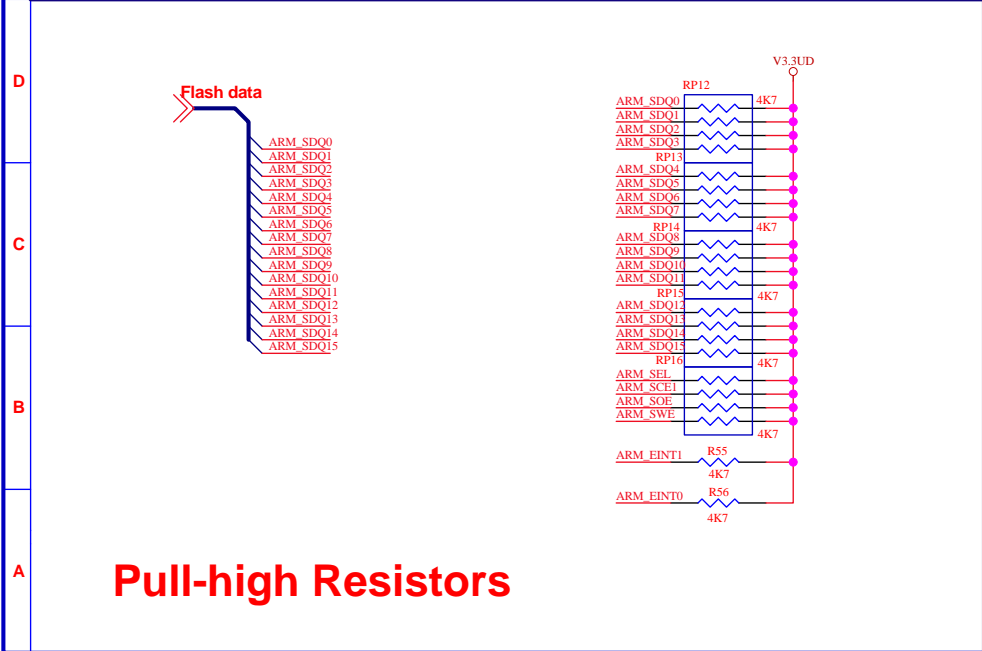 D
C
B
A
Flash data
ARM_SDQ0
ARM_SDQ1
ARM_SDQ2
ARM_SDQ3
ARM_SDQ4
ARM_SDQ5
ARM_SDQ6
ARM_SDQ7
ARM_SDQ8
ARM_SDQ9
ARM_SDQ10
ARM_SDQ11
ARM_SDQ12
ARM_SDQ13
ARM_SDQ14
ARM_SDQ15
V3.3UD
RP12
4K7
ARM_SDQ0
ARM_SDQ1
ARM_SDQ2
ARM_SDQ3
RP13
ARM_SDQ4
ARM_SDQ5
ARM_SDQ6
ARM_SDQ7
RP14
4K7
ARM_SDQ8
ARM_SDQ9
ARM_SDQ10
ARM_SDQ11
RP15
4K7
ARM_SDQ12
ARM_SDQ13
ARM_SDQ14
ARM_SDQ15
RP16
4K7
ARM_SEL
ARM_SCE1
ARM_SOE
ARM_SWE
4K7
ARM_EINT1
R55
4K7
ARM_EINT0
R56
4K7
Pull-high Resistors